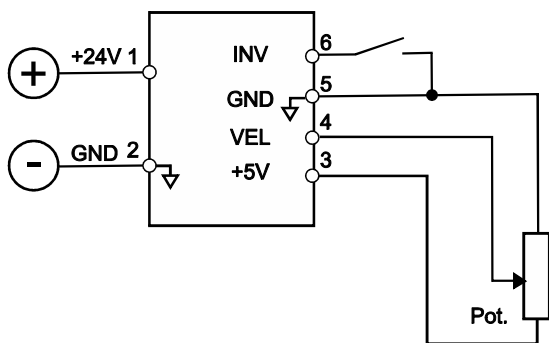 +24V 1
GND 2
INV 6
GND 5
VEL 4
+5V 3
Pot.